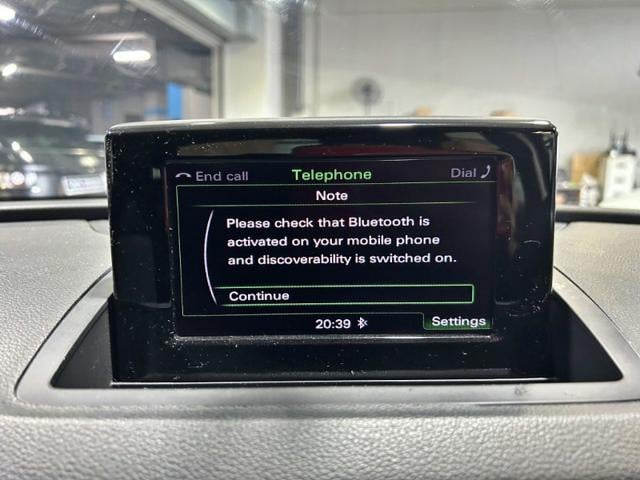 End call
Telephone
Dial
Note
Please check that Bluetooth is
activated on your mobile phone
and discoverability is switched on.
Continue
20:39
Settings